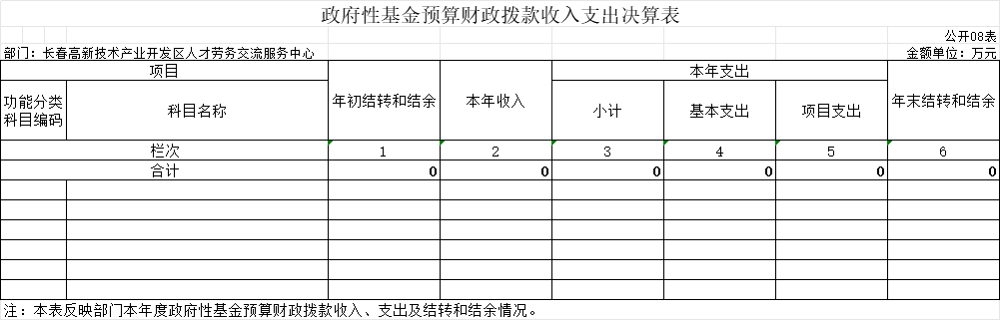 政府性基金预算财政拨款收入支出决算表
公开08表
部门：长春高新技术产业开发区人才劳务交流服务中心 金额单位：万元
项目 年初结转和结余 本年收入 本年支出 年末结转和结余
功能分类科目编码 科目名称 小计 基本支出 项目支出
栏次 1 2 3 4 5 6
合计 0 0 0 0 0 0
注：本表反映部门本年度政府性基金预算财政拨款收入、支出及结转和结余情况。